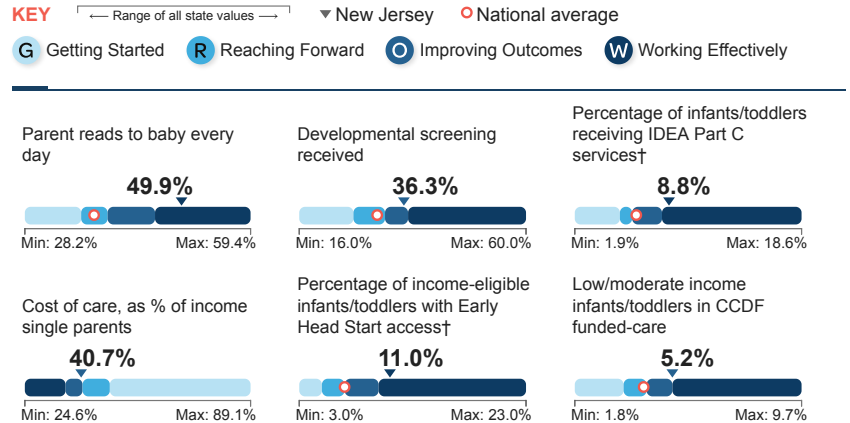 KEY
Range of all state values
New Jersey
National average
G Getting Started
R Reaching Forward
O Improving Outcomes
W Working Effectively
Parent reads to baby every
day
49.9%
Min: 28.2%
Max: 59.4%
Developmental screening
received
36.3%
Min: 16.0%
Max: 60.0%
Percentage of infants/toddlers
receiving IDEA Part C
services†
8.8%
Min: 1.9%
Max: 18.6%
Cost of care, as % of income
single parents
40.7%
Min: 24.6%
Max: 89.1%
Percentage of income-eligible
infants/toddlers with Early
Head Start access†
11.0%
Min: 3.0%
Max: 23.0%
Low/moderate income
infants/toddlers in CCDF
funded-care
5.2%
Min: 1.8%
Max: 9.7%